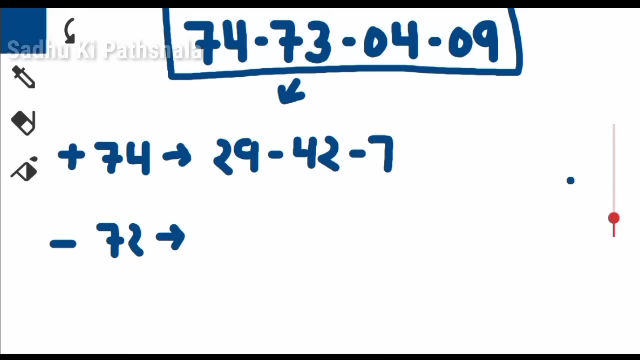 74-73-04-09
Sadhu Ki Pathshala
+ 74 → 29 - 42 - 7
- 72 →